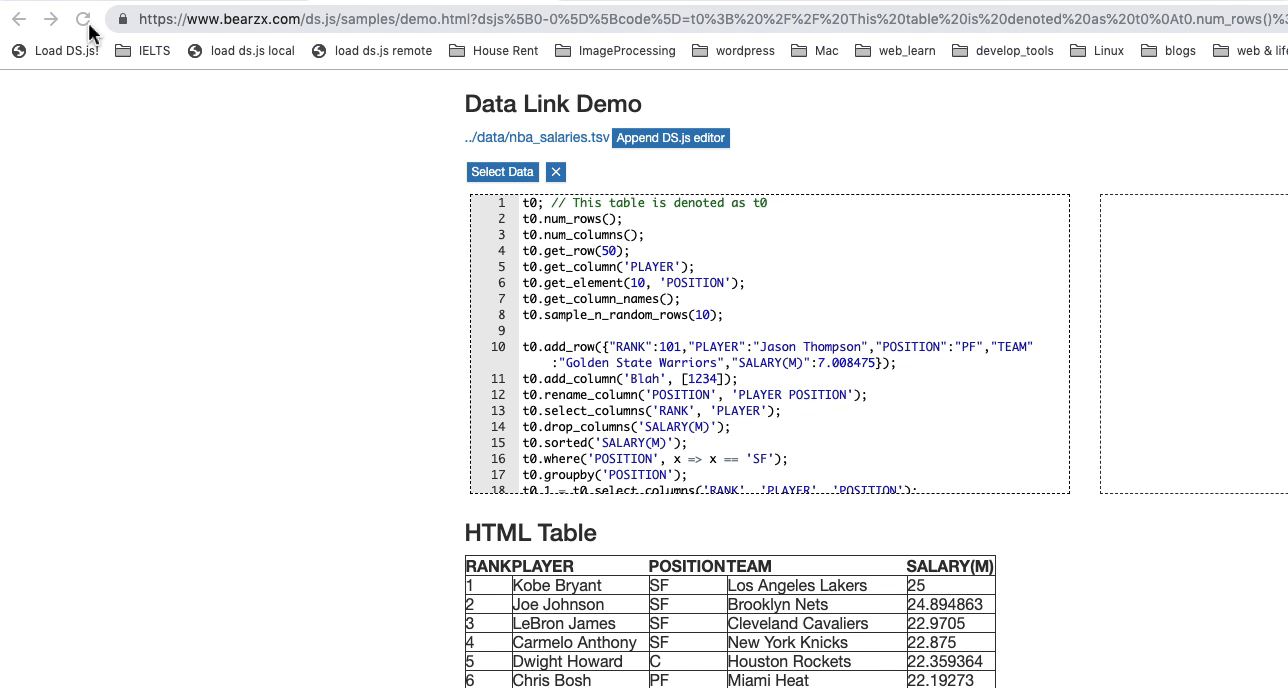 https://www.bearzx.com/ds.js/samples/demo.html?dsjs%5B0-0%5D%5Bcode%5D=t0%3B%20%2F%2F%20This%20table%20is%20denoted%20as%20t0%0At0.num_rows()%3
Load DS.js! IELTS load ds.js local load ds.js remote House Rent ImageProcessing wordpress Mac web_learn develop_tools Linux blogs web & life
Data Link Demo
../data/nba_salaries.tsv Append DS.js editor
Select Data ✕
1 t0; // This table is denoted as t0
2 t0.num_rows();
3 t0.num_columns();
4 t0.get_row(50);
5 t0.get_column('PLAYER');
6 t0.get_element(10, 'POSITION');
7 t0.get_column_names();
8 t0.sample_n_random_rows(10);
9
10 t0.add_row({"RANK":101,"PLAYER":"Jason Thompson","POSITION":"PF","TEAM"
:"Golden State Warriors","SALARY(M)":7.008475});
11 t0.add_column('Blah', [1234]);
12 t0.rename_column('POSITION', 'PLAYER POSITION');
13 t0.select_columns('RANK', 'PLAYER');
14 t0.drop_columns('SALARY(M)');
15 t0.sorted('SALARY(M)');
16 t0.where('POSITION', x => x == 'SF');
17 t0.groupby('POSITION');
18 t0_1 = t0.select_columns('RANK', 'PLAYER', 'POSITION');
HTML Table
RANK PLAYER POSITION TEAM SALARY(M)
1 Kobe Bryant SF Los Angeles Lakers 25
2 Joe Johnson SF Brooklyn Nets 24.894863
3 LeBron James SF Cleveland Cavaliers 22.9705
4 Carmelo Anthony SF New York Knicks 22.875
5 Dwight Howard C Houston Rockets 22.359364
6 Chris Bosh PF Miami Heat 22.19273